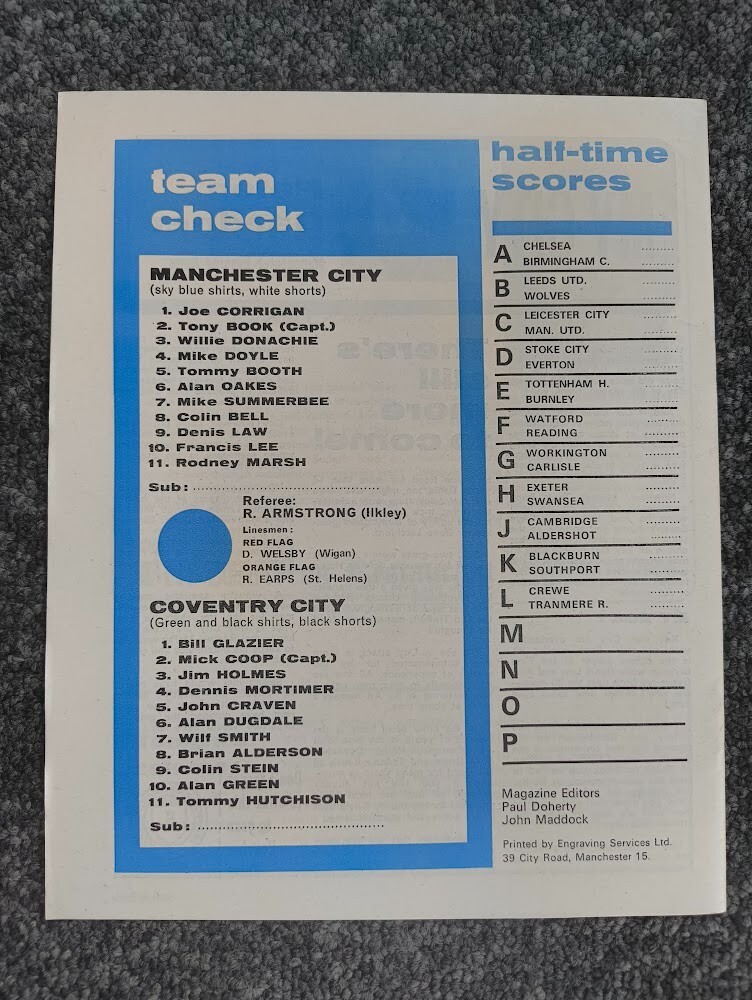 team
check
MANCHESTER CITY
(sky blue shirts, white shorts)
1. Joe CORRIGAN
2. Tony BOOK (Capt.)
3. Willie DONACHIE
4. Mike DOYLE
5. Tommy BOOTH
6. Alan OAKES
7. Mike SUMMERBEE
8. Colin BELL
9. Denis LAW
10. Francis LEE
11. Rodney MARSH
Sub: ........................................
Referee:
R. ARMSTRONG (Ilkley)
Linesmen:
RED FLAG
D. WELSBY (Wigan)
ORANGE FLAG
R. EARPS (St. Helens)
COVENTRY CITY
(Green and black shirts, black shorts)
1. Bill GLAZIER
2. Mick COOP (Capt.)
3. Jim HOLMES
4. Dennis MORTIMER
5. John CRAVEN
6. Alan DUGDALE
7. Wilf SMITH
8. Brian ALDERSON
9. Colin STEIN
10. Alan GREEN
11. Tommy HUTCHISON
Sub: ........................................
half-time
scores
A CHELSEA ..........
BIRMINGHAM C. ..........
B LEEDS UTD. ..........
WOLVES ..........
C LEICESTER CITY ..........
MAN. UTD. ..........
D STOKE CITY ..........
EVERTON ..........
E TOTTENHAM H. ..........
BURNLEY ..........
F WATFORD ..........
READING ..........
G WORKINGTON ..........
CARLISLE ..........
H EXETER ..........
SWANSEA ..........
J CAMBRIDGE ..........
ALDERSHOT ..........
K BLACKBURN ..........
SOUTHPORT ..........
L CREWE ..........
TRANMERE R. ..........
M
N
O
P
Magazine Editors
Paul Doherty
John Maddock
Printed by Engraving Services Ltd.
39 City Road, Manchester 15.